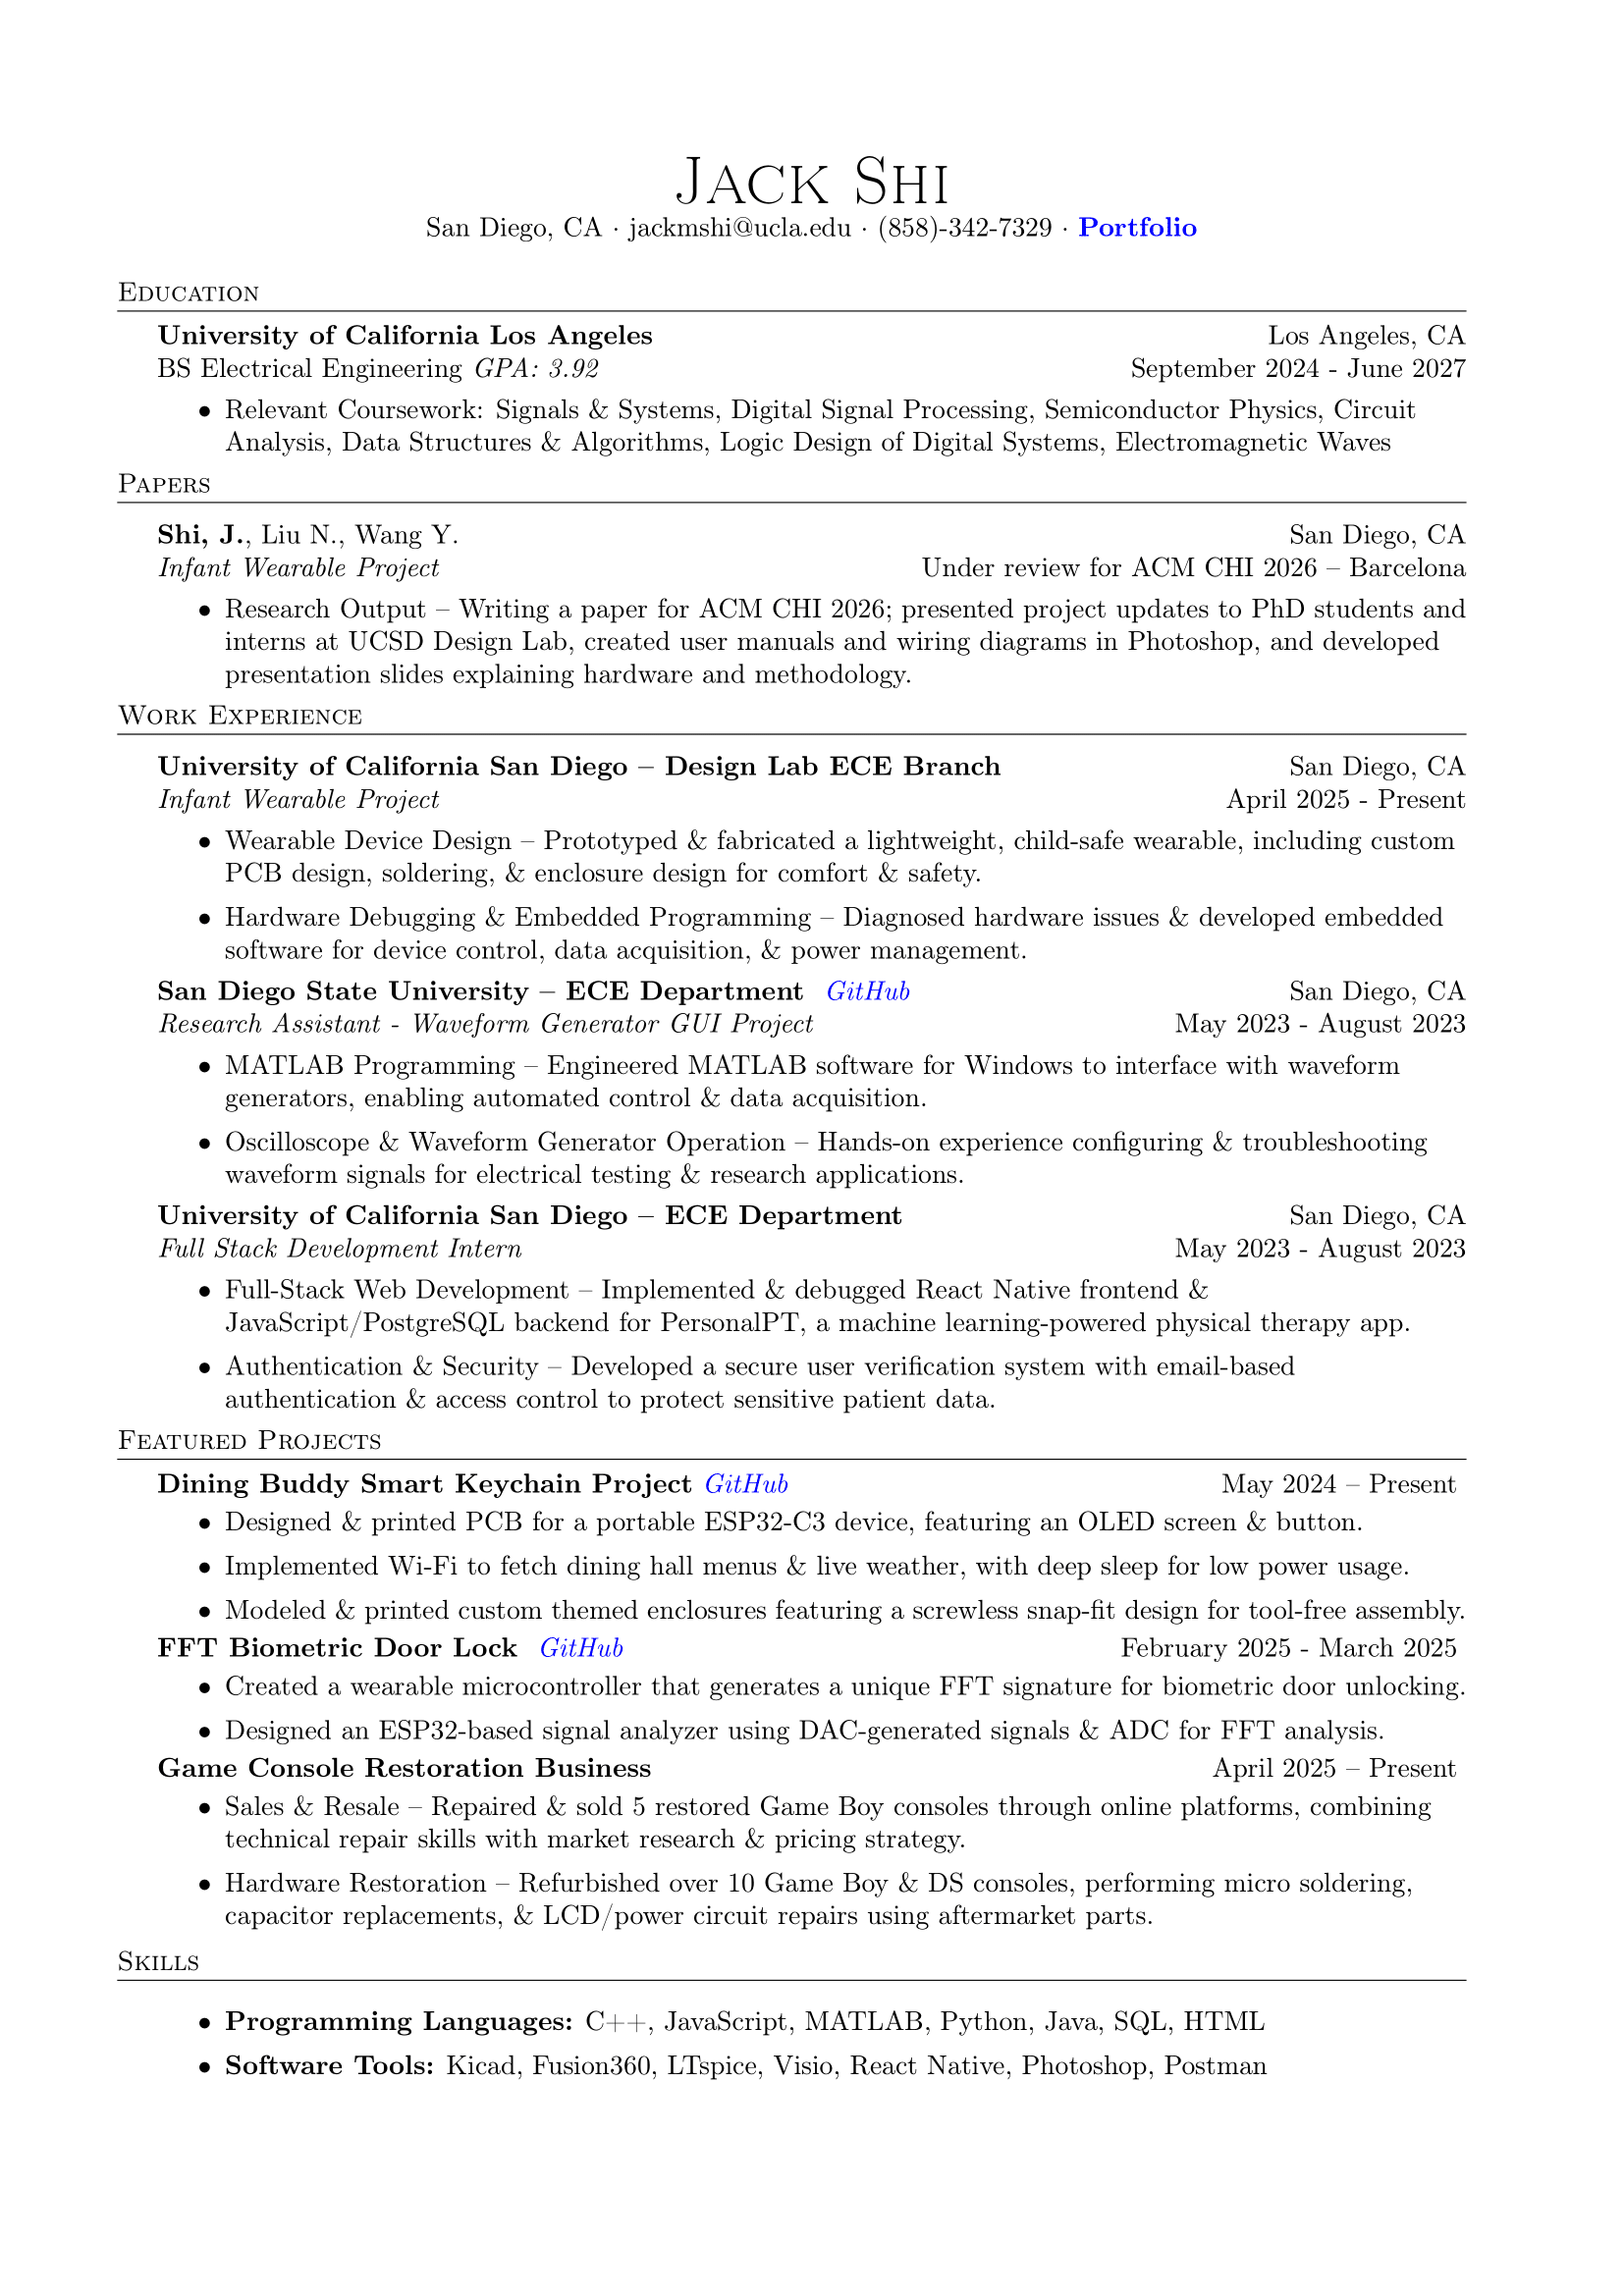 Jack Shi
San Diego, CA · jackmshi@ucla.edu · (858)-342-7329 · Portfolio
Education
University of California Los Angeles Los Angeles, CA
BS Electrical Engineering GPA: 3.92 September 2024 - June 2027
• Relevant Coursework: Signals & Systems, Digital Signal Processing, Semiconductor Physics, Circuit
Analysis, Data Structures & Algorithms, Logic Design of Digital Systems, Electromagnetic Waves
Papers
Shi, J., Liu N., Wang Y. San Diego, CA
Infant Wearable Project Under review for ACM CHI 2026 – Barcelona
• Research Output – Writing a paper for ACM CHI 2026; presented project updates to PhD students and
interns at UCSD Design Lab, created user manuals and wiring diagrams in Photoshop, and developed
presentation slides explaining hardware and methodology.
Work Experience
University of California San Diego – Design Lab ECE Branch San Diego, CA
Infant Wearable Project April 2025 - Present
• Wearable Device Design – Prototyped & fabricated a lightweight, child-safe wearable, including custom
PCB design, soldering, & enclosure design for comfort & safety.
• Hardware Debugging & Embedded Programming – Diagnosed hardware issues & developed embedded
software for device control, data acquisition, & power management.
San Diego State University – ECE Department GitHub San Diego, CA
Research Assistant - Waveform Generator GUI Project May 2023 - August 2023
• MATLAB Programming – Engineered MATLAB software for Windows to interface with waveform
generators, enabling automated control & data acquisition.
• Oscilloscope & Waveform Generator Operation – Hands-on experience configuring & troubleshooting
waveform signals for electrical testing & research applications.
University of California San Diego – ECE Department San Diego, CA
Full Stack Development Intern May 2023 - August 2023
• Full-Stack Web Development – Implemented & debugged React Native frontend &
JavaScript/PostgreSQL backend for PersonalPT, a machine learning-powered physical therapy app.
• Authentication & Security – Developed a secure user verification system with email-based
authentication & access control to protect sensitive patient data.
Featured Projects
Dining Buddy Smart Keychain Project GitHub May 2024 – Present
• Designed & printed PCB for a portable ESP32-C3 device, featuring an OLED screen & button.
• Implemented Wi-Fi to fetch dining hall menus & live weather, with deep sleep for low power usage.
• Modeled & printed custom themed enclosures featuring a screwless snap-fit design for tool-free assembly.
FFT Biometric Door Lock GitHub February 2025 - March 2025
• Created a wearable microcontroller that generates a unique FFT signature for biometric door unlocking.
• Designed an ESP32-based signal analyzer using DAC-generated signals & ADC for FFT analysis.
Game Console Restoration Business April 2025 – Present
• Sales & Resale – Repaired & sold 5 restored Game Boy consoles through online platforms, combining
technical repair skills with market research & pricing strategy.
• Hardware Restoration – Refurbished over 10 Game Boy & DS consoles, performing micro soldering,
capacitor replacements, & LCD/power circuit repairs using aftermarket parts.
Skills
• Programming Languages: C++, JavaScript, MATLAB, Python, Java, SQL, HTML
• Software Tools: Kicad, Fusion360, LTspice, Visio, React Native, Photoshop, Postman